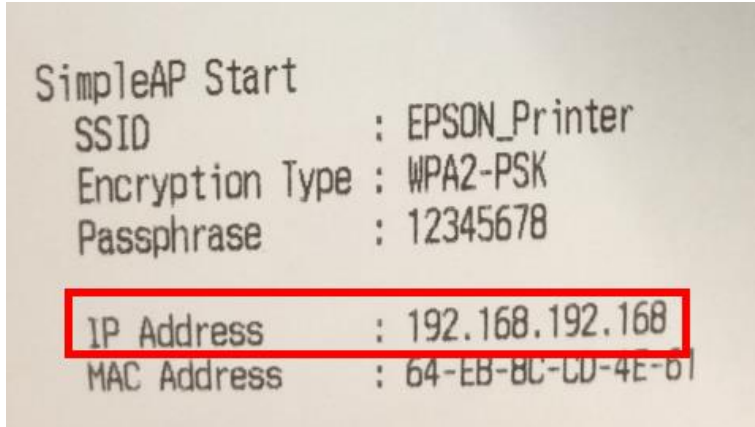 SimpleAP Start
SSID : EPSON_Printer
Encryption Type : WPA2-PSK
Passphrase : 12345678
IP Address : 192.168.192.168
MAC Address : 64-EB-8C-CD-4E-61